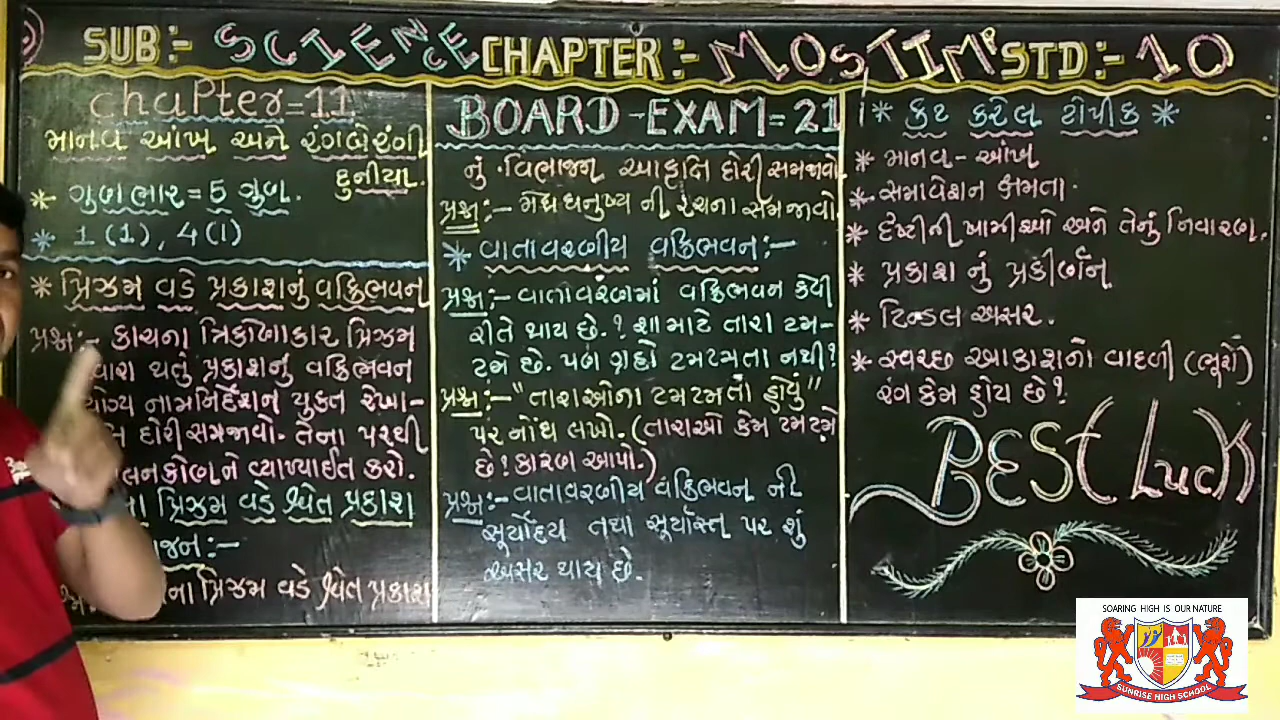 SUB:- SCIENCE CHAPTER:- MOSTIMP STD:- 10
chapter=11
માનવ આંખ અને રંગબેરંગી
દુનીયા.
* ગુણભાર = 5 ગુણ.
* 1(1), 4(1)
* પ્રિઝમ વડે પ્રકાશનું વક્રિભવન
પ્રશ્ન:- કાચના ત્રિકોણાકાર પ્રિઝમ
થતું પ્રકાશનું વક્રિભવન
નામનિર્દેશન યુક્ત રેખા-
દોરી સમજાવો. તેના પરથી
ને વ્યાખ્યાઈત કરો.
પ્રિઝમ વડે શ્વેત પ્રકાશ
પ્રિઝમ વડે શ્વેત પ્રકાશ
BOARD-EXAM=21
નું વિભાજન આકૃતિ દોરી સમજાવો
પ્રશ્ન:- મેઘધનુષ્ય ની રચના સમજાવો
* વાતાવરણીય વક્રિભવન:-
પ્રશ્ન:- વાતાવરણમાં વક્રિભવન કેવી
રીતે થાય છે.? શા માટે તારા ટમ-
ટમે છે. પણ ગ્રહો ટમટમતા નથી?
પ્રશ્ન:- "તારાઓના ટમટમતાં હોવું"
પર નોંધ લખો. (તારાઓ કેમ ટમટમે
છે? કારણ આપો.)
પ્રશ્ન:- વાતાવરણીય વક્રિભવન ની
સૂર્યોદય તથા સૂર્યાસ્ત પર શું
અસર થાય છે.
* કટ કરેલ ટોપીક *
* માનવ - આંખ
* સમાવેશન ક્ષમતા.
* દ્દષ્ટીની ખામીઓ અને તેનું નિવારણ.
* પ્રકાશ નું પ્રકીર્ણન
* ટિન્ડલ અસર.
* સ્વચ્છ આકાશનો વાદળી (ભૂરો)
રંગ કેમ હોય છે?
BEST Luck
SOARING HIGH IS OUR NATURE
SUNRISE HIGH SCHOOL